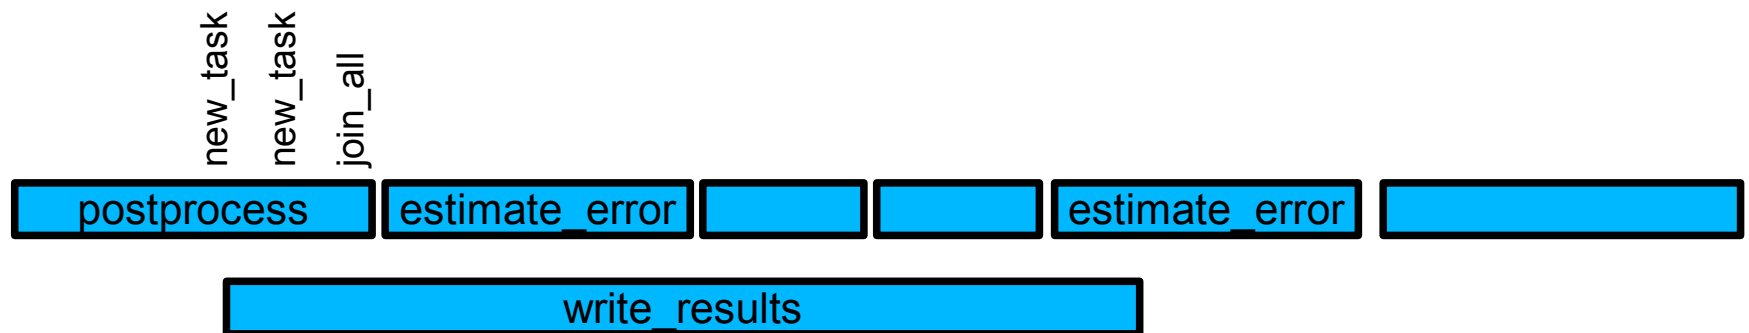 new_task
new_task
join_all
postprocess
estimate_error
estimate_error
write_results